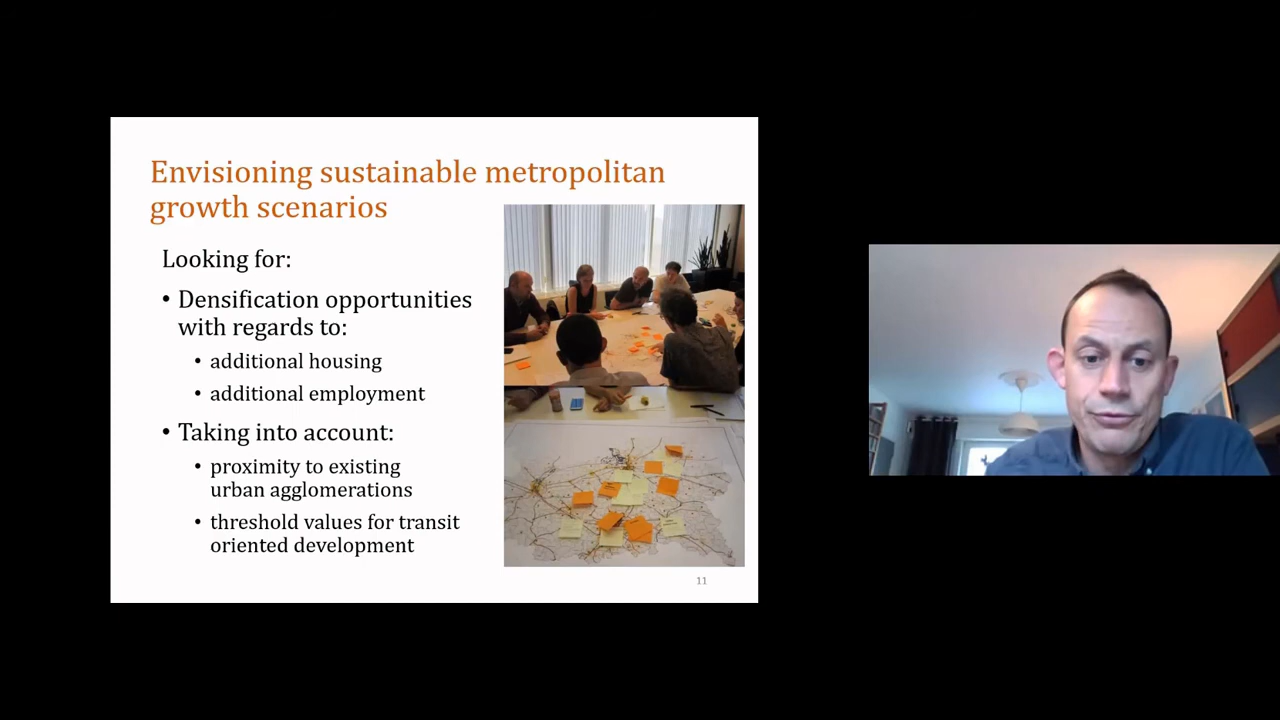 Envisioning sustainable metropolitan
growth scenarios
Looking for:
• Densification opportunities
with regards to:
• additional housing
• additional employment
• Taking into account:
• proximity to existing
urban agglomerations
• threshold values for transit
oriented development
11